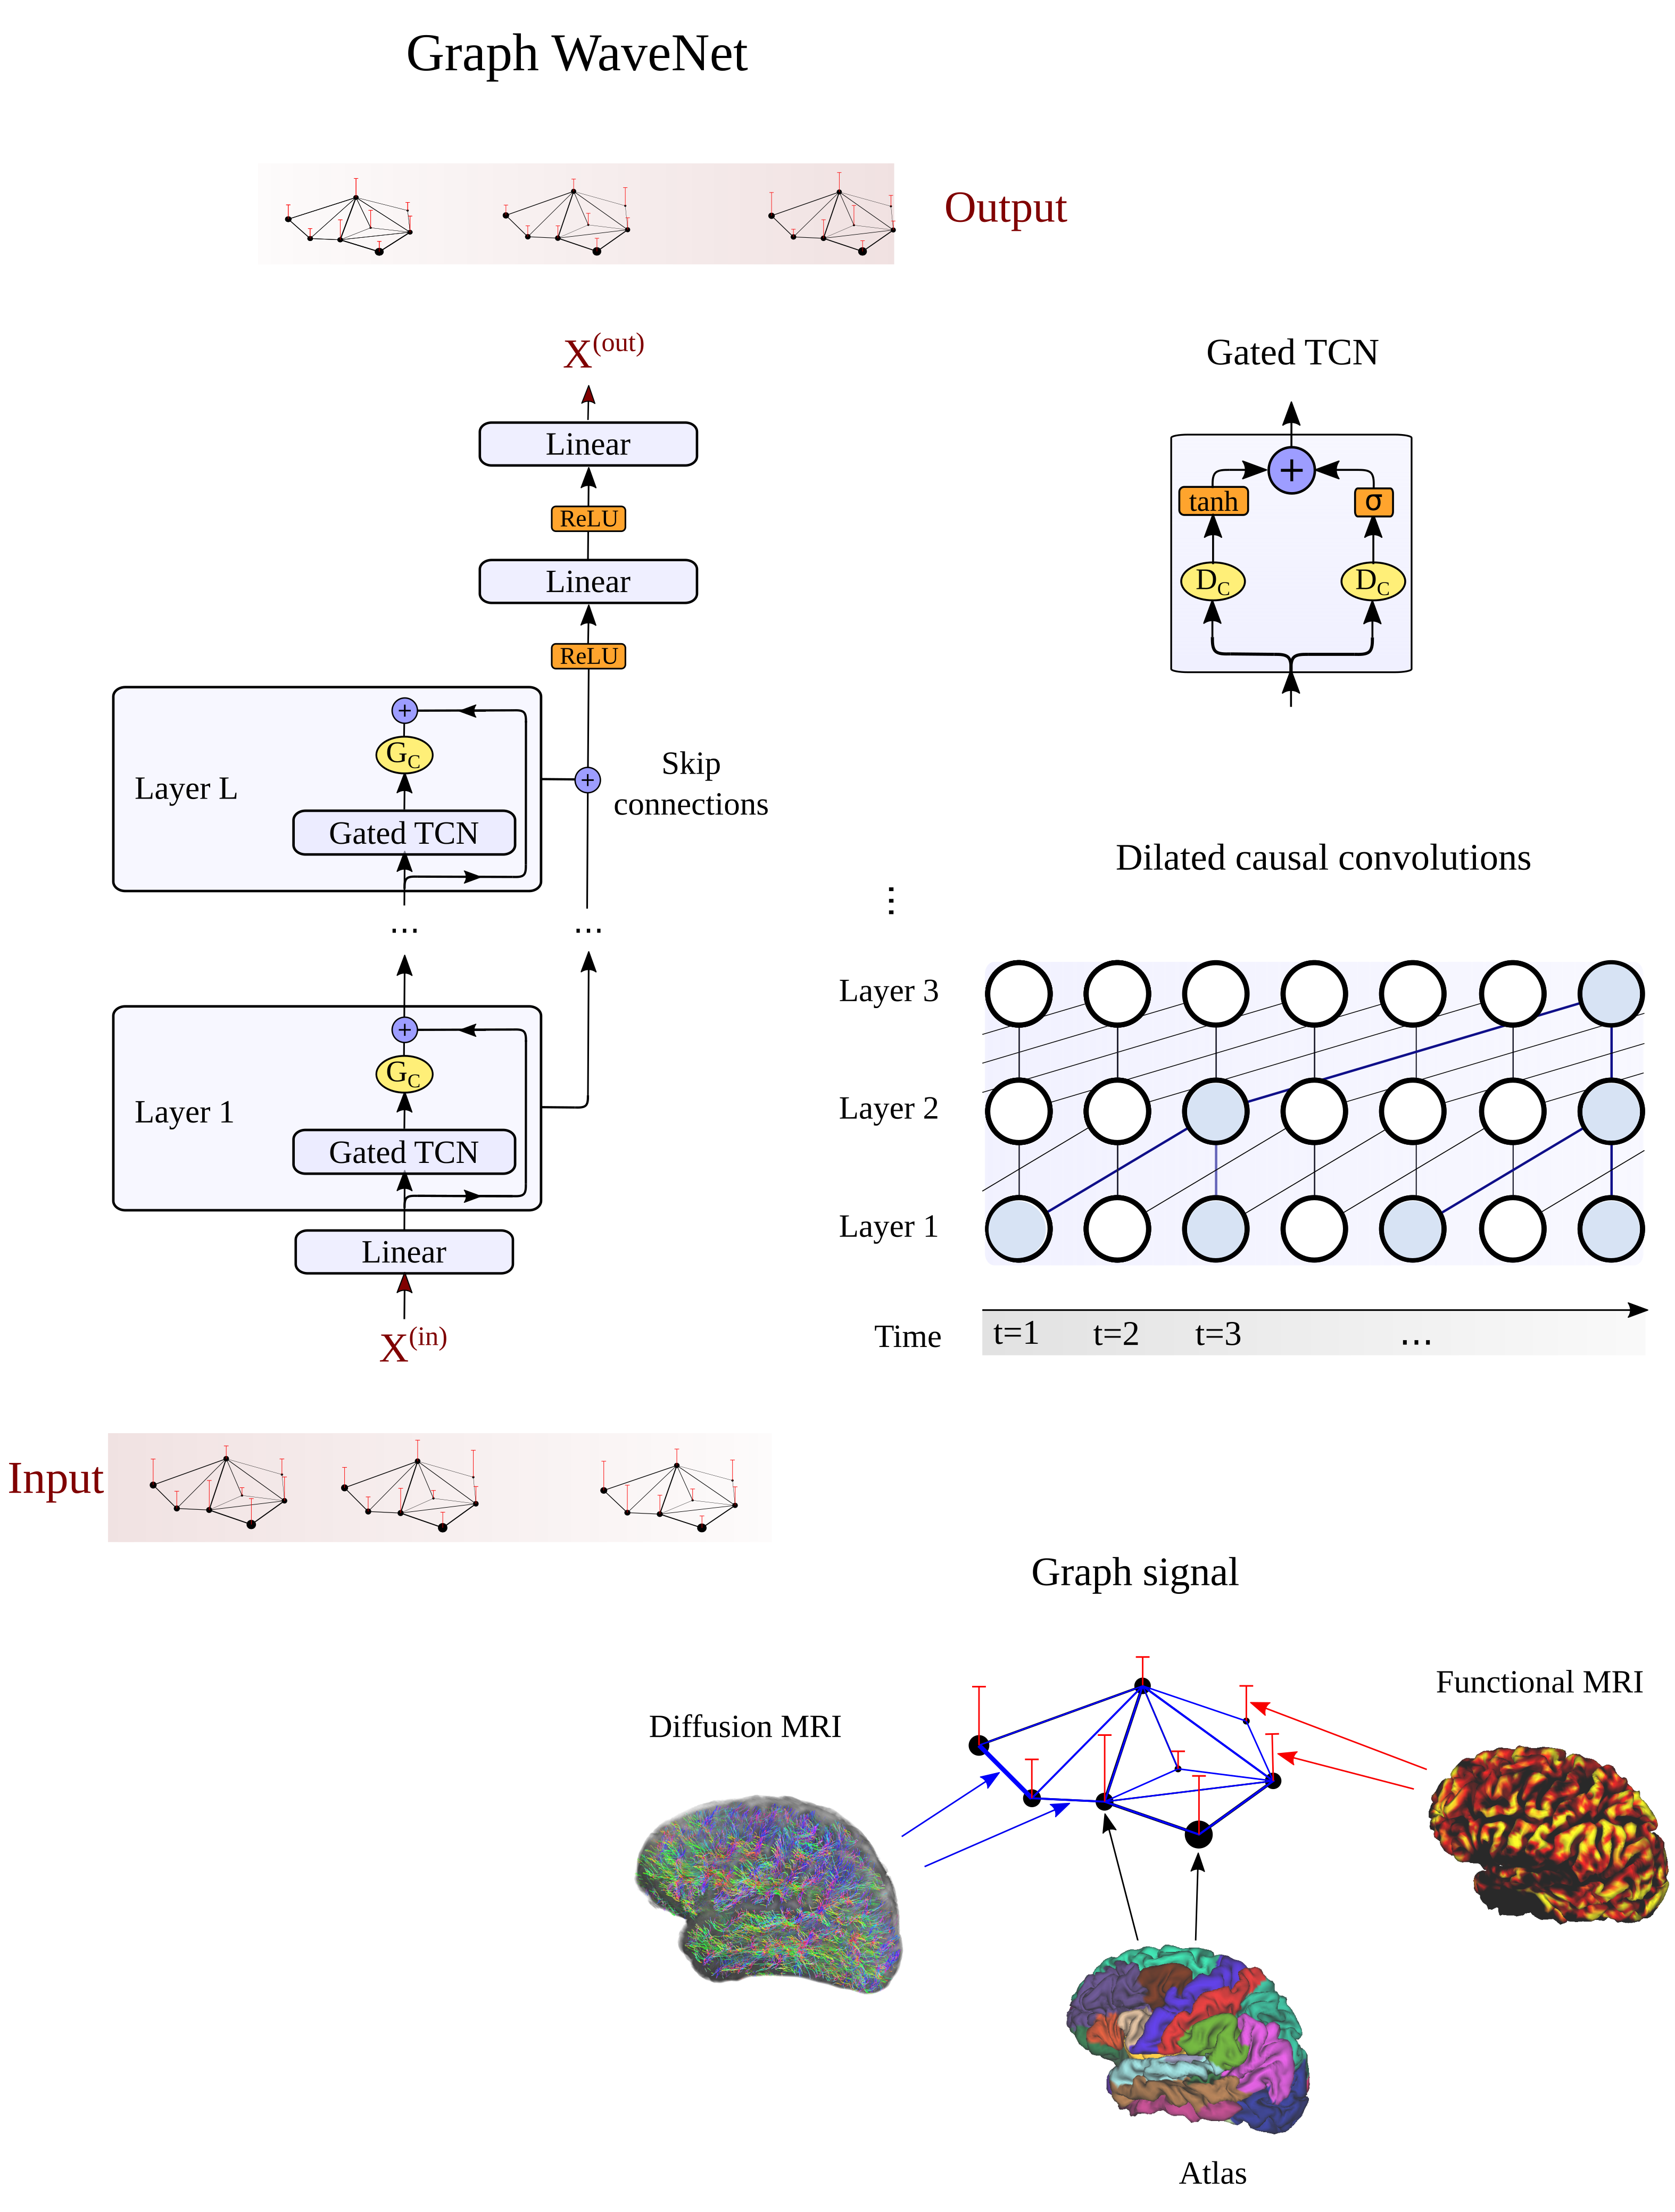 Graph WaveNet
Output
X(out)
Linear
ReLU
Linear
ReLU
+
G_C
Layer L
Gated TCN
+
Skip
connections
...
...
+
G_C
Layer 1
Gated TCN
Linear
X(in)
Input
Gated TCN
+
tanh
σ
D_C
D_C
Dilated causal convolutions
⋮
Layer 3
Layer 2
Layer 1
Time
t=1
t=2
t=3
...
Graph signal
Functional MRI
Diffusion MRI
Atlas